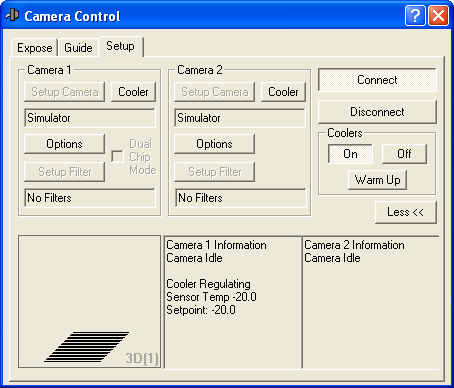 Camera Control
Expose Guide Setup
Camera 1
Setup Camera Cooler
Simulator
Options
Dual
Chip
Mode
Setup Filter
No Filters
Camera 2
Setup Camera Cooler
Simulator
Options
Setup Filter
No Filters
Connect
Disconnect
Coolers
On Off
Warm Up
Less <<
3D(1)
Camera 1 Information
Camera Idle
Cooler Regulating
Sensor Temp -20.0
Setpoint: -20.0
Camera 2 Information
Camera Idle